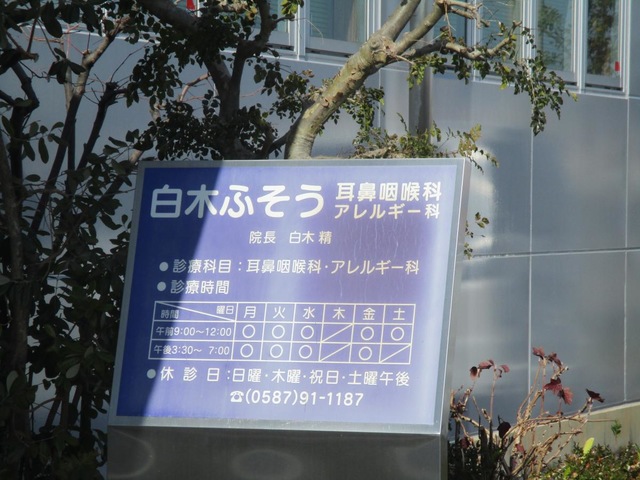 白木ふそう 耳鼻咽喉科
アレルギー科
院長 白木 精
●診療科目:耳鼻咽喉科・アレルギー科
●診療時間
時間 曜日 月 火 水 木 金 土
午前9:00~12:00 〇 〇 〇 ／ 〇 〇
午後3:30~ 7:00 〇 〇 〇 ／ 〇 ／
●休 診 日:日曜・木曜・祝日・土曜午後
☎(0587)91-1187